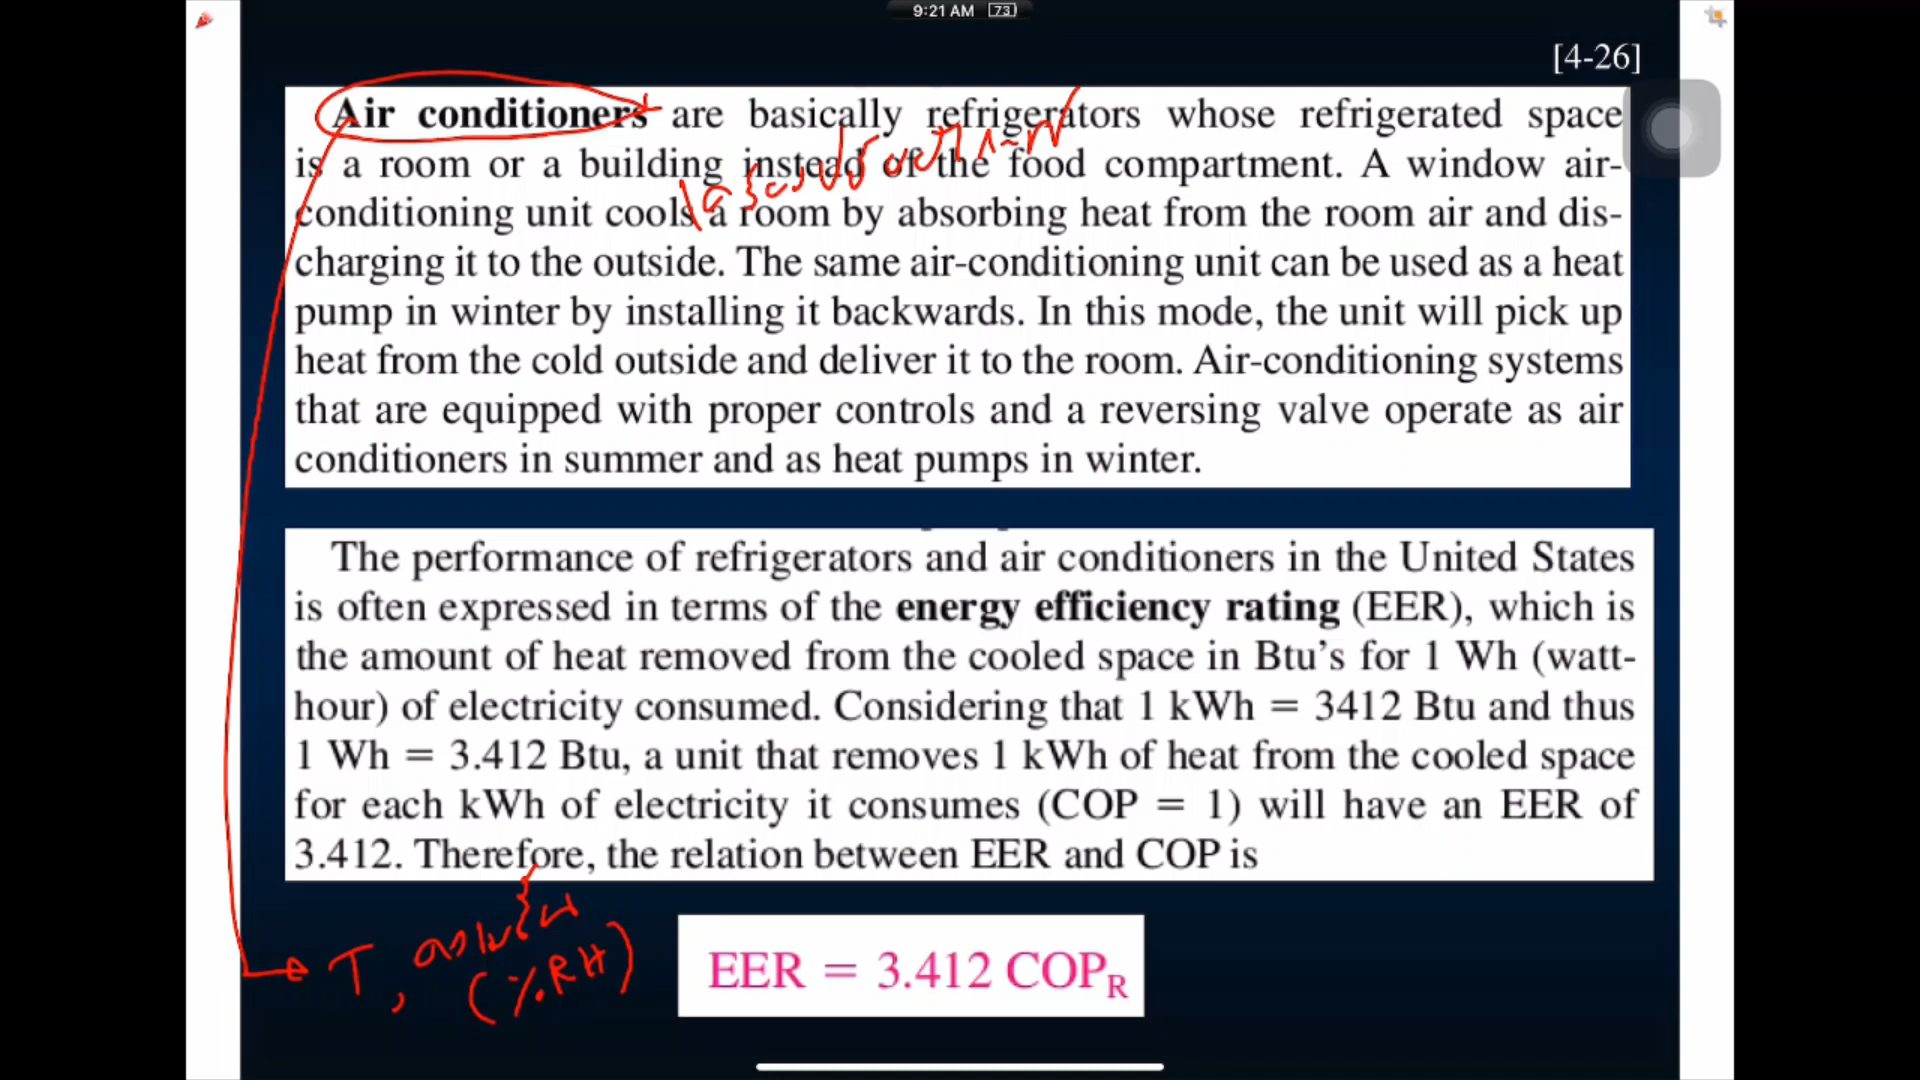 9:21 AM 73
[4-26]
Air conditioners are basically refrigerators whose refrigerated space
is a room or a building instead of the food compartment. A window air-
conditioning unit cools a room by absorbing heat from the room air and dis-
charging it to the outside. The same air-conditioning unit can be used as a heat
pump in winter by installing it backwards. In this mode, the unit will pick up
heat from the cold outside and deliver it to the room. Air-conditioning systems
that are equipped with proper controls and a reversing valve operate as air
conditioners in summer and as heat pumps in winter.
The performance of refrigerators and air conditioners in the United States
is often expressed in terms of the energy efficiency rating (EER), which is
the amount of heat removed from the cooled space in Btu's for 1 Wh (watt-
hour) of electricity consumed. Considering that 1 kWh = 3412 Btu and thus
1 Wh = 3.412 Btu, a unit that removes 1 kWh of heat from the cooled space
for each kWh of electricity it consumes (COP = 1) will have an EER of
3.412. Therefore, the relation between EER and COP is
T,
(%RH)
EER = 3.412 COP_R